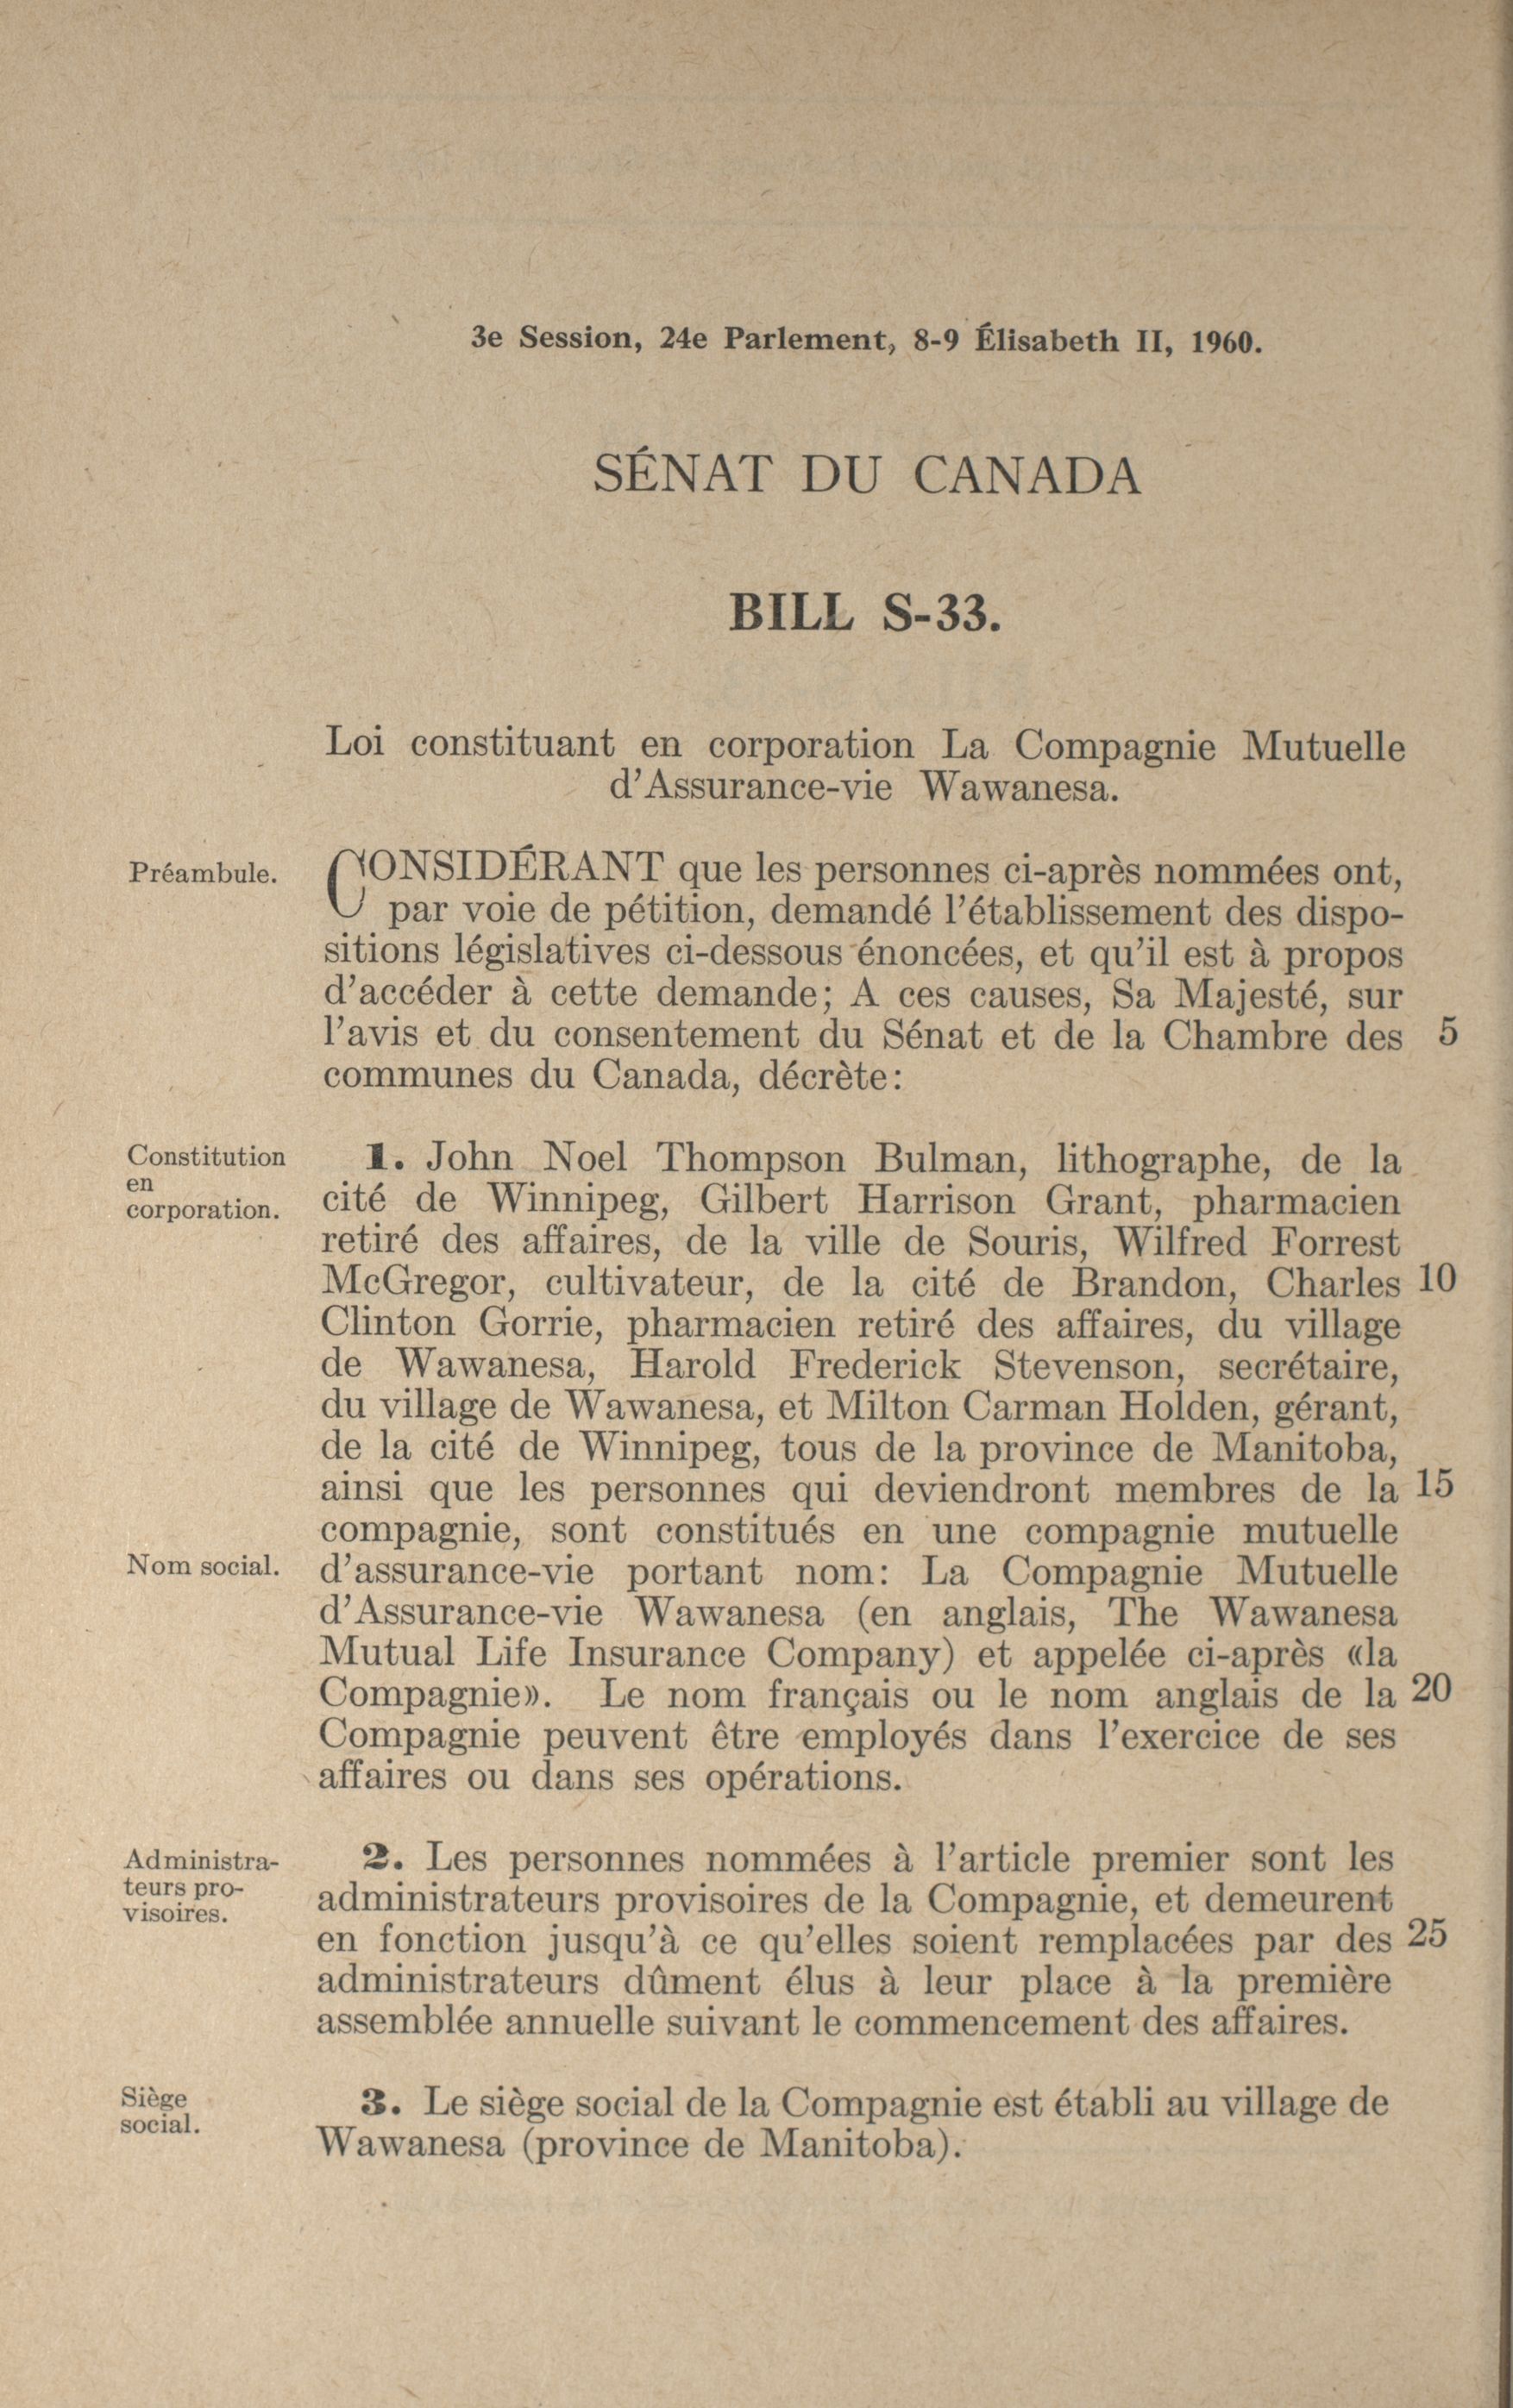 3e Session, 24e Parlement, 8-9 Élisabeth II, 1960.
SÉNAT DU CANADA
BILL S-33.
Loi constituant en corporation La Compagnie Mutuelle
d'Assurance-vie Wawanesa.
Préambule.
CONSIDÉRANT que les personnes ci-après nommées ont,
par voie de pétition, demandé l'établissement des dispo-
sitions législatives ci-dessous énoncées, et qu'il est à propos
d'accéder à cette demande; A ces causes, Sa Majesté, sur
l'avis et du consentement du Sénat et de la Chambre des 5
communes du Canada, décrète:
Constitution
en
corporation.
1. John Noel Thompson Bulman, lithographe, de la
cité de Winnipeg, Gilbert Harrison Grant, pharmacien
retiré des affaires, de la ville de Souris, Wilfred Forrest
McGregor, cultivateur, de la cité de Brandon, Charles 10
Clinton Gorrie, pharmacien retiré des affaires, du village
de Wawanesa, Harold Frederick Stevenson, secrétaire,
du village de Wawanesa, et Milton Carman Holden, gérant,
de la cité de Winnipeg, tous de la province de Manitoba,
ainsi que les personnes qui deviendront membres de la 15
compagnie, sont constitués en une compagnie mutuelle
Nom social.
d'assurance-vie portant nom: La Compagnie Mutuelle
d'Assurance-vie Wawanesa (en anglais, The Wawanesa
Mutual Life Insurance Company) et appelée ci-après «la
Compagnie». Le nom français ou le nom anglais de la 20
Compagnie peuvent être employés dans l'exercice de ses
affaires ou dans ses opérations.
Administra-
teurs pro-
visoires.
2. Les personnes nommées à l'article premier sont les
administrateurs provisoires de la Compagnie, et demeurent
en fonction jusqu'à ce qu'elles soient remplacées par des 25
administrateurs dûment élus à leur place à la première
assemblée annuelle suivant le commencement des affaires.
Siège
social.
3. Le siège social de la Compagnie est établi au village de
Wawanesa (province de Manitoba).